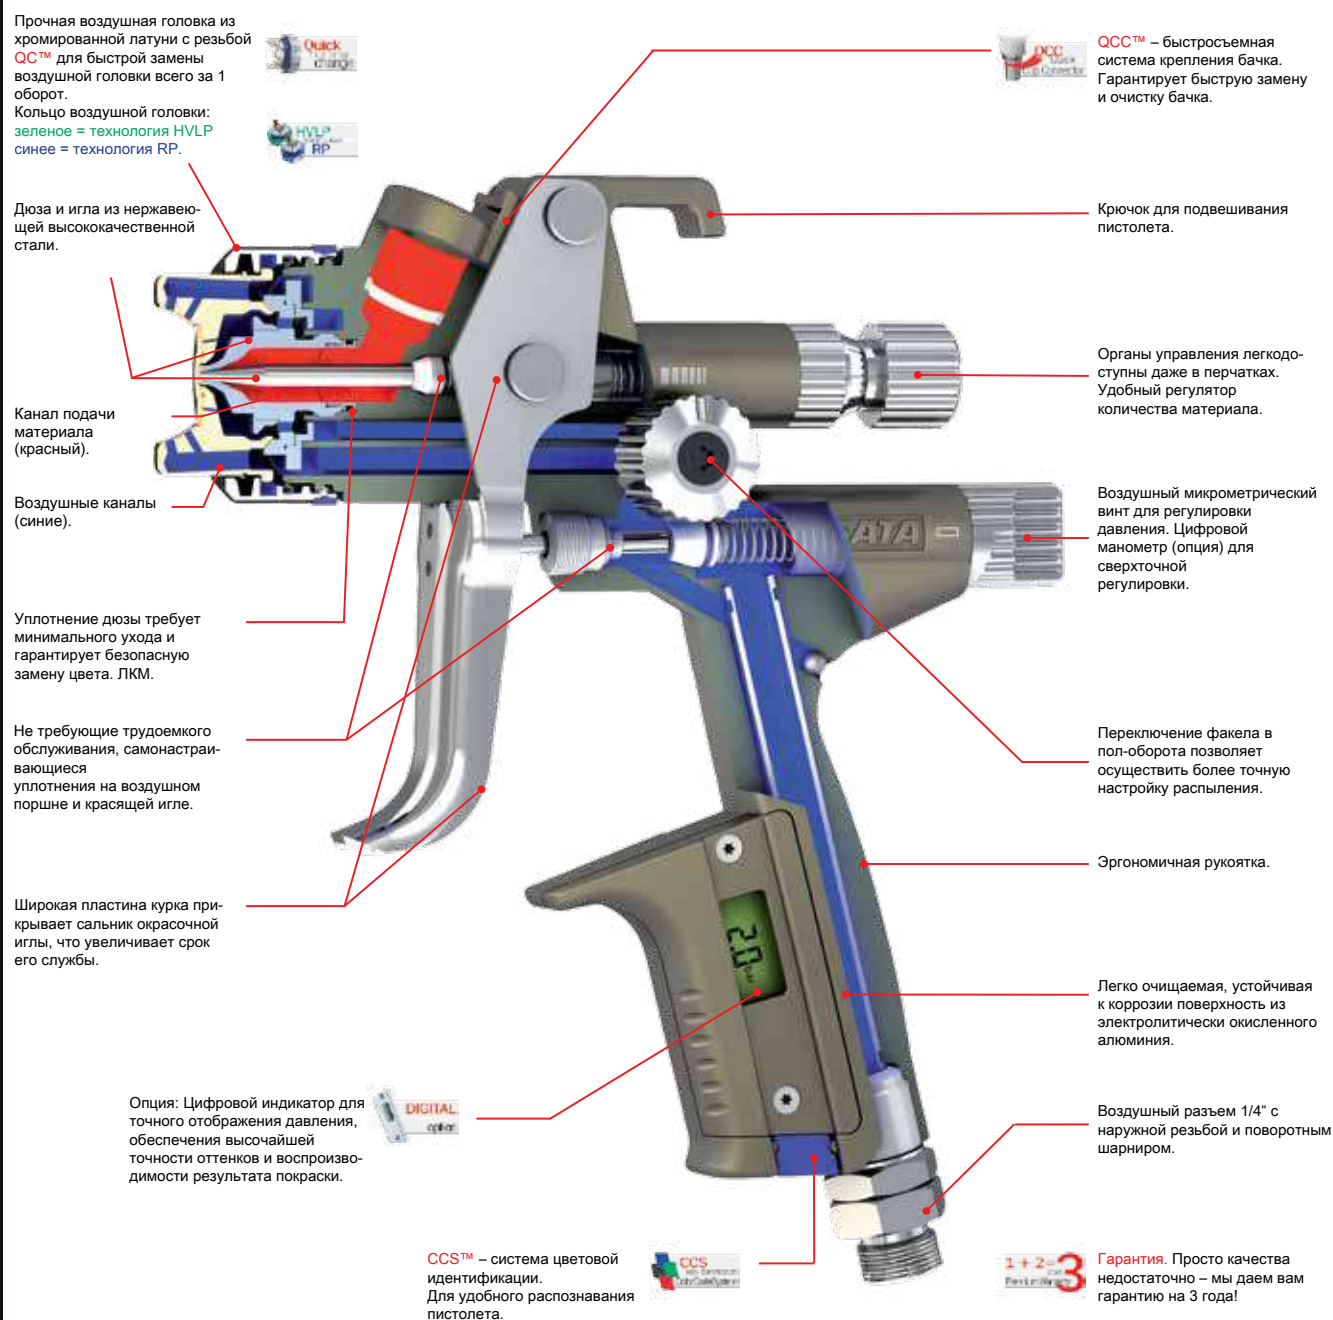 Прочная воздушная головка из
хромированной латуни с резьбой
QC™ для быстрой замены
воздушной головки всего за 1
оборот.
Кольцо воздушной головки:
зеленое = технология HVLP
синее = технология RP.
Quick
change
HVLP
RP
Дюза и игла из нержавею-
щей высококачественной
стали.
Канал подачи
материала
(красный).
Воздушные каналы
(синие).
Уплотнение дюзы требует
минимального ухода и
гарантирует безопасную
замену цвета. ЛКМ.
Не требующие трудоемкого
обслуживания, самонастраи-
вающиеся
уплотнения на воздушном
поршне и красящей игле.
Широкая пластина курка при-
крывает сальник окрасочной
иглы, что увеличивает срок
его службы.
Опция: Цифровой индикатор для
точного отображения давления,
обеспечения высочайшей
точности оттенков и воспроизво-
димости результата покраски.
DIGITAL
option
CCS™ – система цветовой
идентификации.
Для удобного распознавания
пистолета.
CCS
QCC
Quick
Cup Connector
QCC™ – быстросъемная
система крепления бачка.
Гарантирует быструю замену
и очистку бачка.
Крючок для подвешивания
пистолета.
Органы управления легкодо-
ступны даже в перчатках.
Удобный регулятор
количества материала.
Воздушный микрометрический
винт для регулировки
давления. Цифровой
манометр (опция) для
сверхточной
регулировки.
Переключение факела в
пол-оборота позволяет
осуществить более точную
настройку распыления.
Эргономичная рукоятка.
Легко очищаемая, устойчивая
к коррозии поверхность из
электролитически окисленного
алюминия.
Воздушный разъем 1/4“ с
наружной резьбой и поворотным
шарниром.
1 + 2 = 3
Гарантия. Просто качества
недостаточно – мы даем вам
гарантию на 3 года!
ATA
2.0
bar